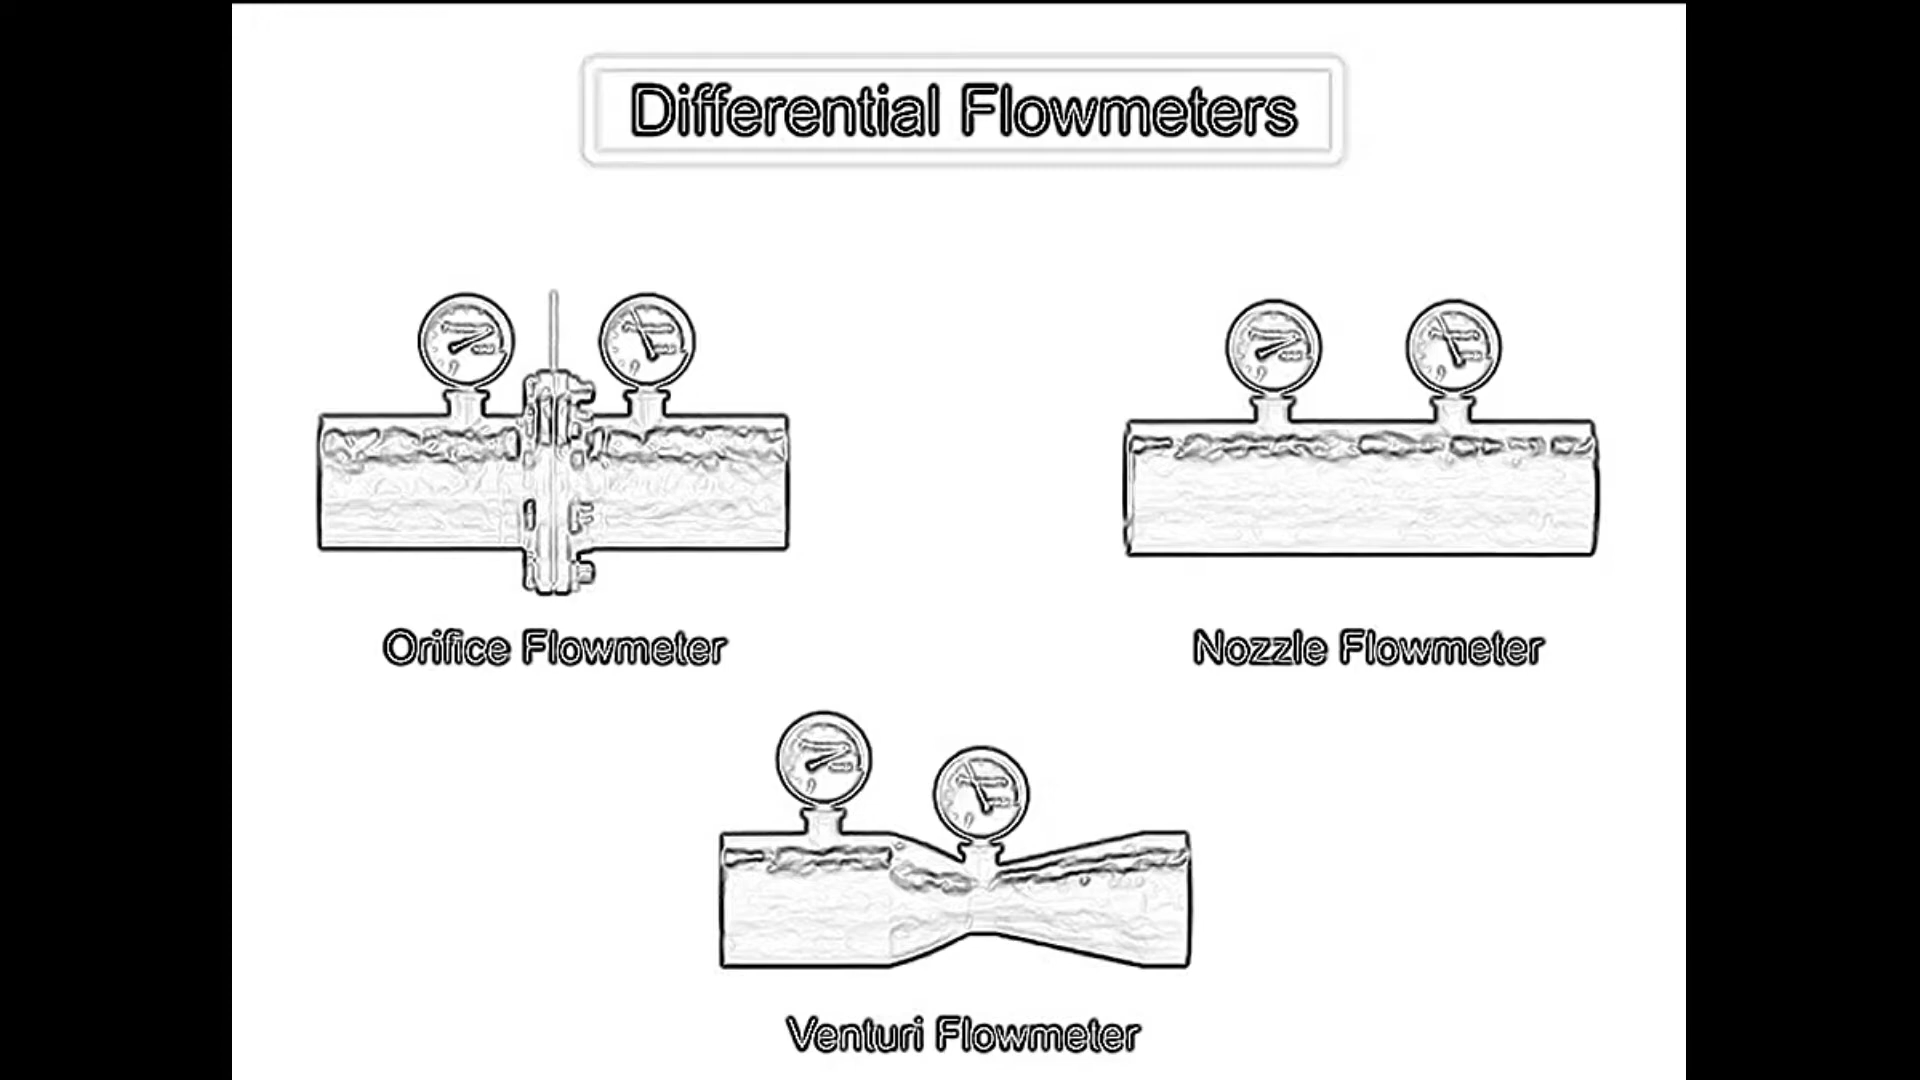 Differential Flowmeters
Orifice Flowmeter
Nozzle Flowmeter
Venturi Flowmeter